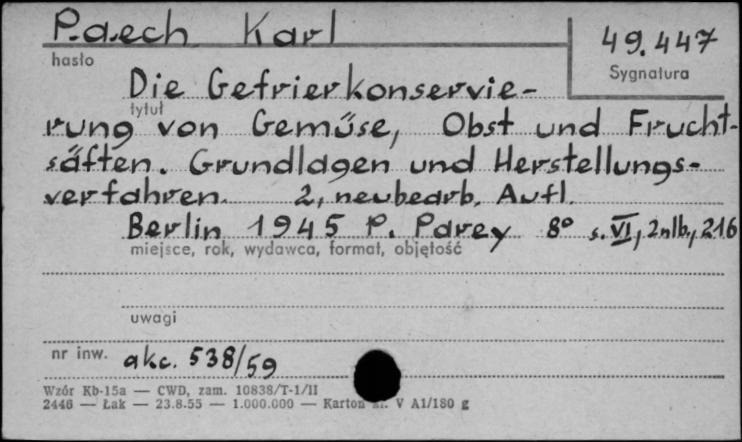 Paech Karl
49.447
hasło
Sygnatura
Die Gefrierkonservie-
tytuł
rung von Gemüse, Obst und Frucht-
säften. Grundlagen und Herstellungs-
verfahren. 2, neubearb. Aufl.
Berlin 1945 P. Parey 8° s. VI, 2nlb., 216
miejsce, rok, wydawca, format, objętość
uwagi
nr inw. akc. 538/59
Wzór Kb-15a — CWD, zam. 10838/T-1/II
2446 — Łak — 23.8.55 — 1.000.000 — Karton V A1/180 g